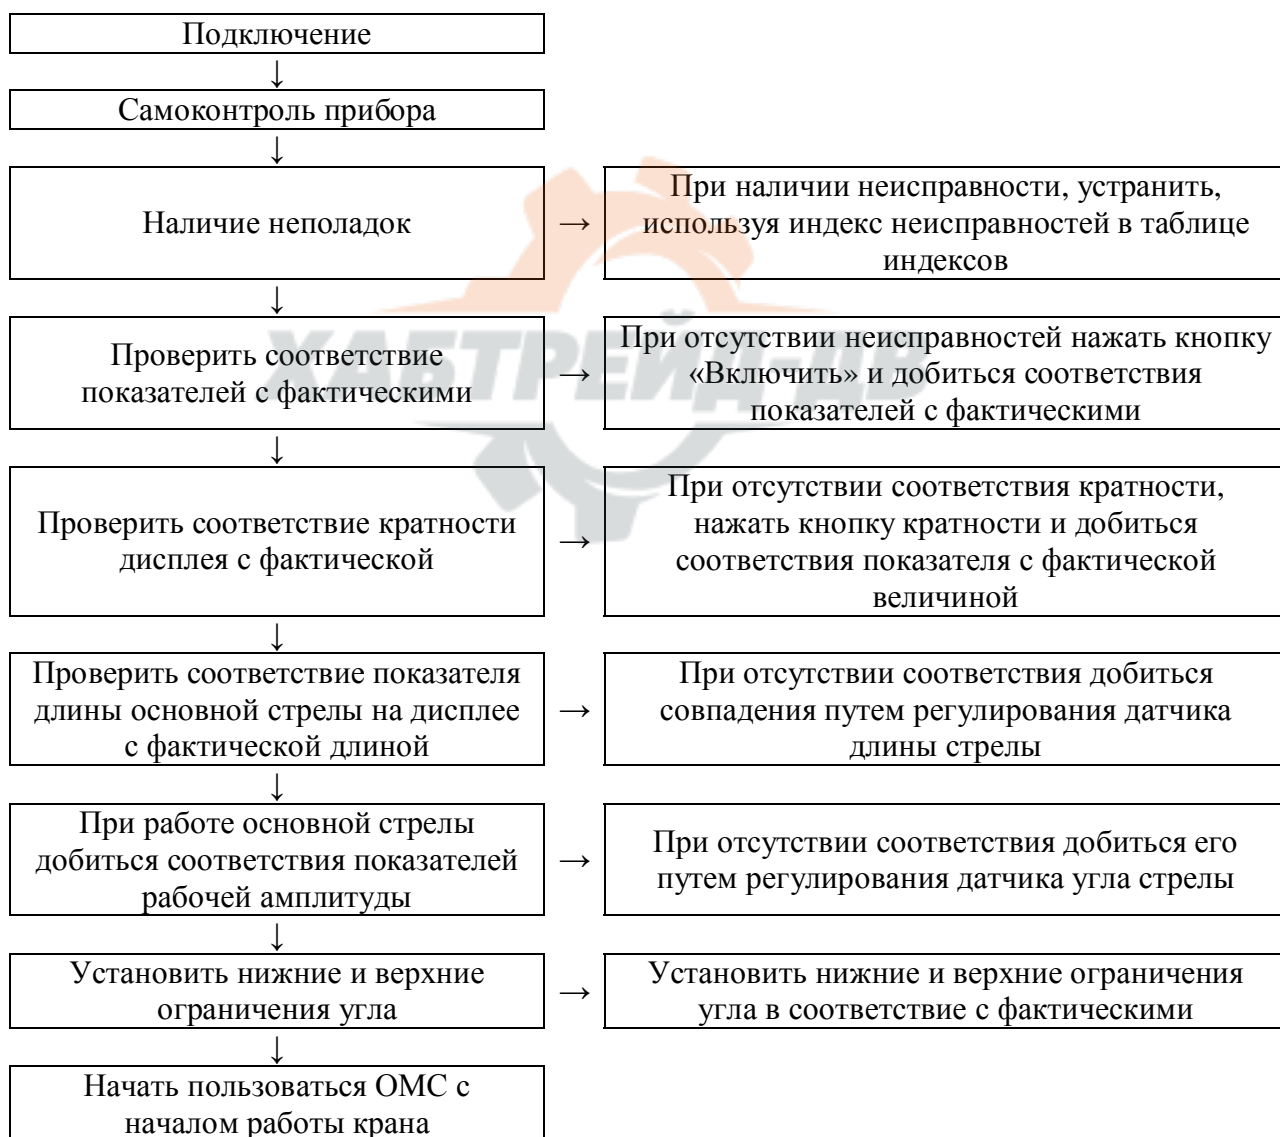 Подключение
↓
Самоконтроль прибора
↓
Наличие неполадок
→
При наличии неисправности, устранить,
используя индекс неисправностей в таблице
индексов
↓
Проверить соответствие
показателей с фактическими
→
При отсутствии неисправностей нажать кнопку
«Включить» и добиться соответствия
показателей с фактическими
↓
Проверить соответствие кратности
дисплея с фактической
→
При отсутствии соответствия кратности,
нажать кнопку кратности и добиться
соответствия показателя с фактической
величиной
↓
Проверить соответствие показателя
длины основной стрелы на дисплее
с фактической длиной
→
При отсутствии соответствия добиться
совпадения путем регулирования датчика
длины стрелы
↓
При работе основной стрелы
добиться соответствия показателей
рабочей амплитуды
→
При отсутствии соответствия добиться его
путем регулирования датчика угла стрелы
↓
Установить нижние и верхние
ограничения угла
→
Установить нижние и верхние ограничения
угла в соответствие с фактическими
↓
Начать пользоваться ОМС с
началом работы крана
ХАБТРЕЙД-ДВ